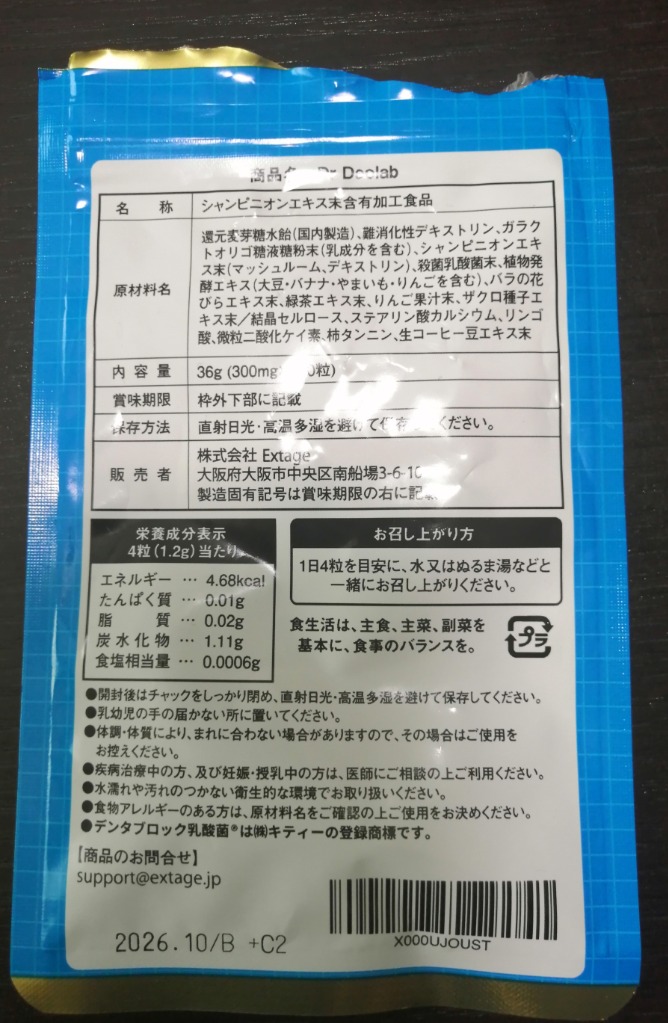 商品名 Dr Deolab
名称 シャンピニオンエキス末含有加工食品
原材料名
還元麦芽糖水飴(国内製造)、難消化性デキストリン、ガラク
トオリゴ糖液糖粉末(乳成分を含む)、シャンピニオンエキ
ス末(マッシュルーム、デキストリン)、殺菌乳酸菌末、植物発
酵エキス(大豆・バナナ・やまいも・りんごを含む)、バラの花
びらエキス末、緑茶エキス末、りんご果汁末、ザクロ種子エ
キス末／結晶セルロース、ステアリン酸カルシウム、リンゴ
酸、微粒二酸化ケイ素、柿タンニン、生コーヒー豆エキス末
内容量 36g (300mg 粒)
賞味期限 枠外下部に記載
保存方法 直射日光・高温多湿を避けて保存してください。
販売者
株式会社 Extage
大阪府大阪市中央区南船場3-6-10
製造固有記号は賞味期限の右に記載
栄養成分表示
4粒(1.2g)当たり
エネルギー … 4.68kcal
たんぱく質 … 0.01g
脂質 … 0.02g
炭水化物 … 1.11g
食塩相当量 … 0.0006g
お召し上がり方
1日4粒を目安に、水又はぬるま湯などと
一緒にお召し上がりください。
食生活は、主食、主菜、副菜を
基本に、食事のバランスを。
プラ
●開封後はチャックをしっかり閉め、直射日光・高温多湿を避けて保存してください。
●乳幼児の手の届かない所に置いてください。
●体調・体質により、まれに合わない場合がありますので、その場合はご使用を
お控えください。
●疾病治療中の方、及び妊娠・授乳中の方は、医師にご相談の上ご利用ください。
●水濡れや汚れのつかない衛生的な環境でお取り扱いください。
●食物アレルギーのある方は、原材料名をご確認の上ご使用をお決めください。
●デンタブロック乳酸菌®は㈱キティーの登録商標です。
【商品のお問合せ】
support@extage.jp
X000UJOUST
2026.10/B +C2